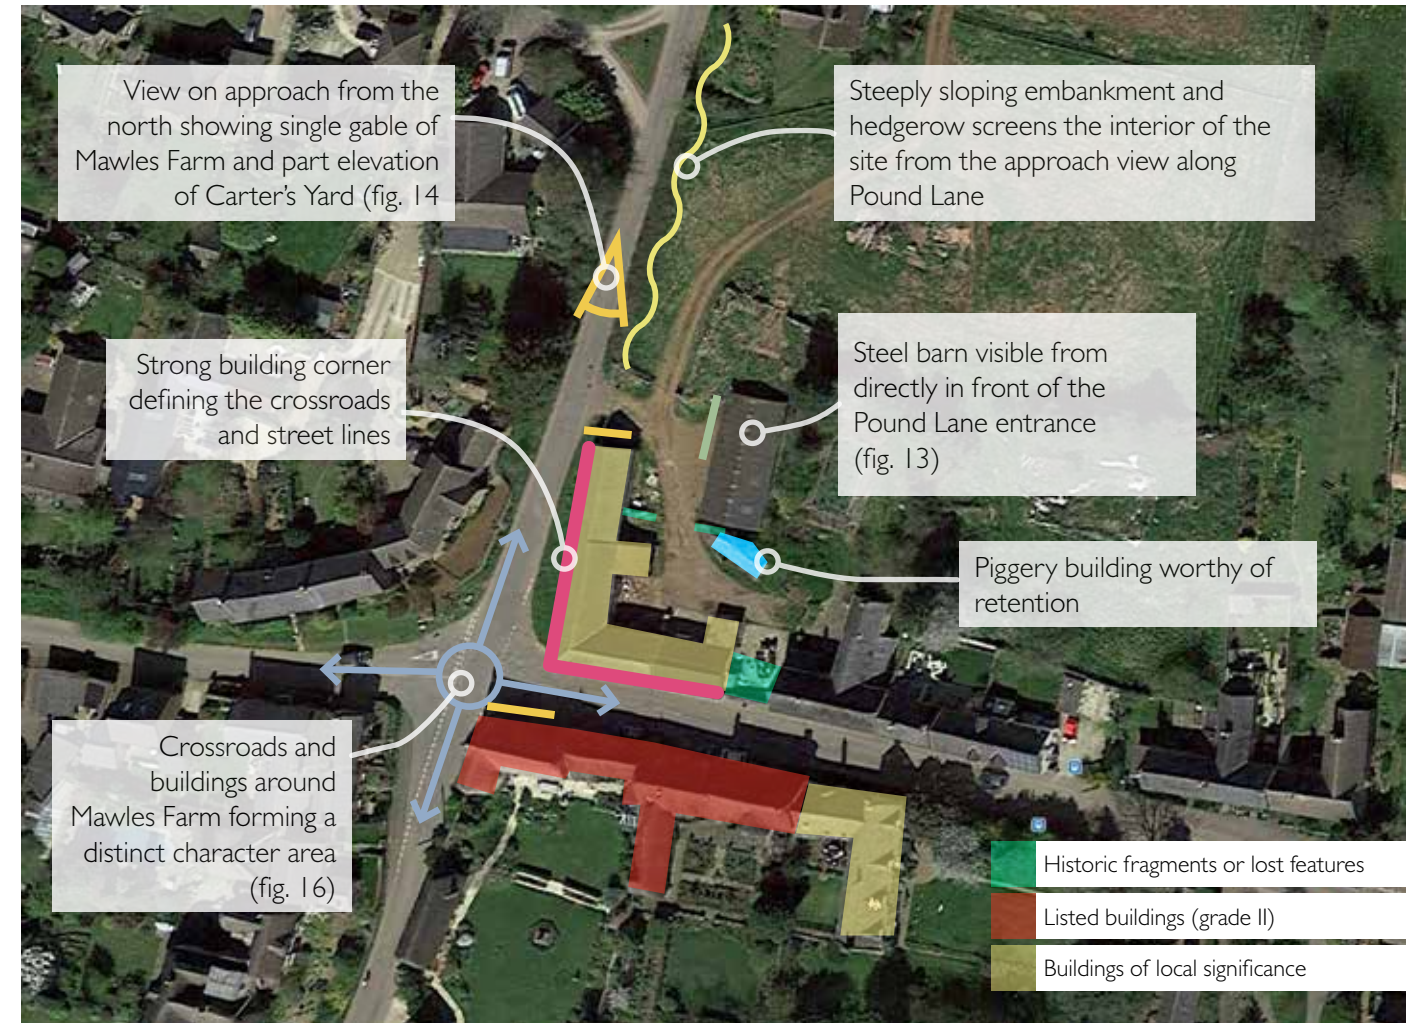 View on approach from the
north showing single gable of
Mawles Farm and part elevation
of Carter's Yard (fig. 14
Steeply sloping embankment and
hedgerow screens the interior of the
site from the approach view along
Pound Lane
Strong building corner
defining the crossroads
and street lines
Steel barn visible from
directly in front of the
Pound Lane entrance
(fig. 13)
Piggery building worthy of
retention
Crossroads and
buildings around
Mawles Farm forming a
distinct character area
(fig. 16)
Historic fragments or lost features
Listed buildings (grade II)
Buildings of local significance